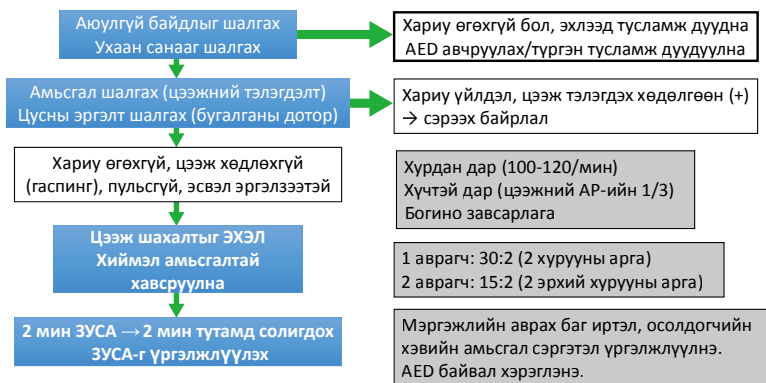 Аюулгүй байдлыг шалгах
Ухаан санааг шалгах
Хариу өгөхгүй бол, эхлээд тусламж дуудна
AED авчруулах/түргэн тусламж дуудуулна
Амьсгал шалгах (цээжний тэлэгдэлт)
Цусны эргэлт шалгах (бугалганы дотор)
Хариу үйлдэл, цээж тэлэгдэх хөдөлгөөн (+)
→ сэрээх байрлал
Хариу өгөхгүй, цээж хөдлөхгүй
(гаспинг), пульсгүй, эсвэл эргэлзээтэй
Хурдан дар (100-120/мин)
Хүчтэй дар (цээжний АР-ийн 1/3)
Богино завсарлага
Цээж шахалтыг ЭХЭЛ
Хиймэл амьсгалтай
хавсруулна
1 аврагч: 30:2 (2 хурууны арга)
2 аврагч: 15:2 (2 эрхий хурууны арга)
2 мин ЗУСА → 2 мин тутамд солигдох
ЗУСА-г үргэлжлүүлэх
Мэргэжлийн аврах баг иртэл, осолдогчийн
хэвийн амьсгал сэргэтэл үргэлжлүүлнэ.
AED байвал хэрэглэнэ.